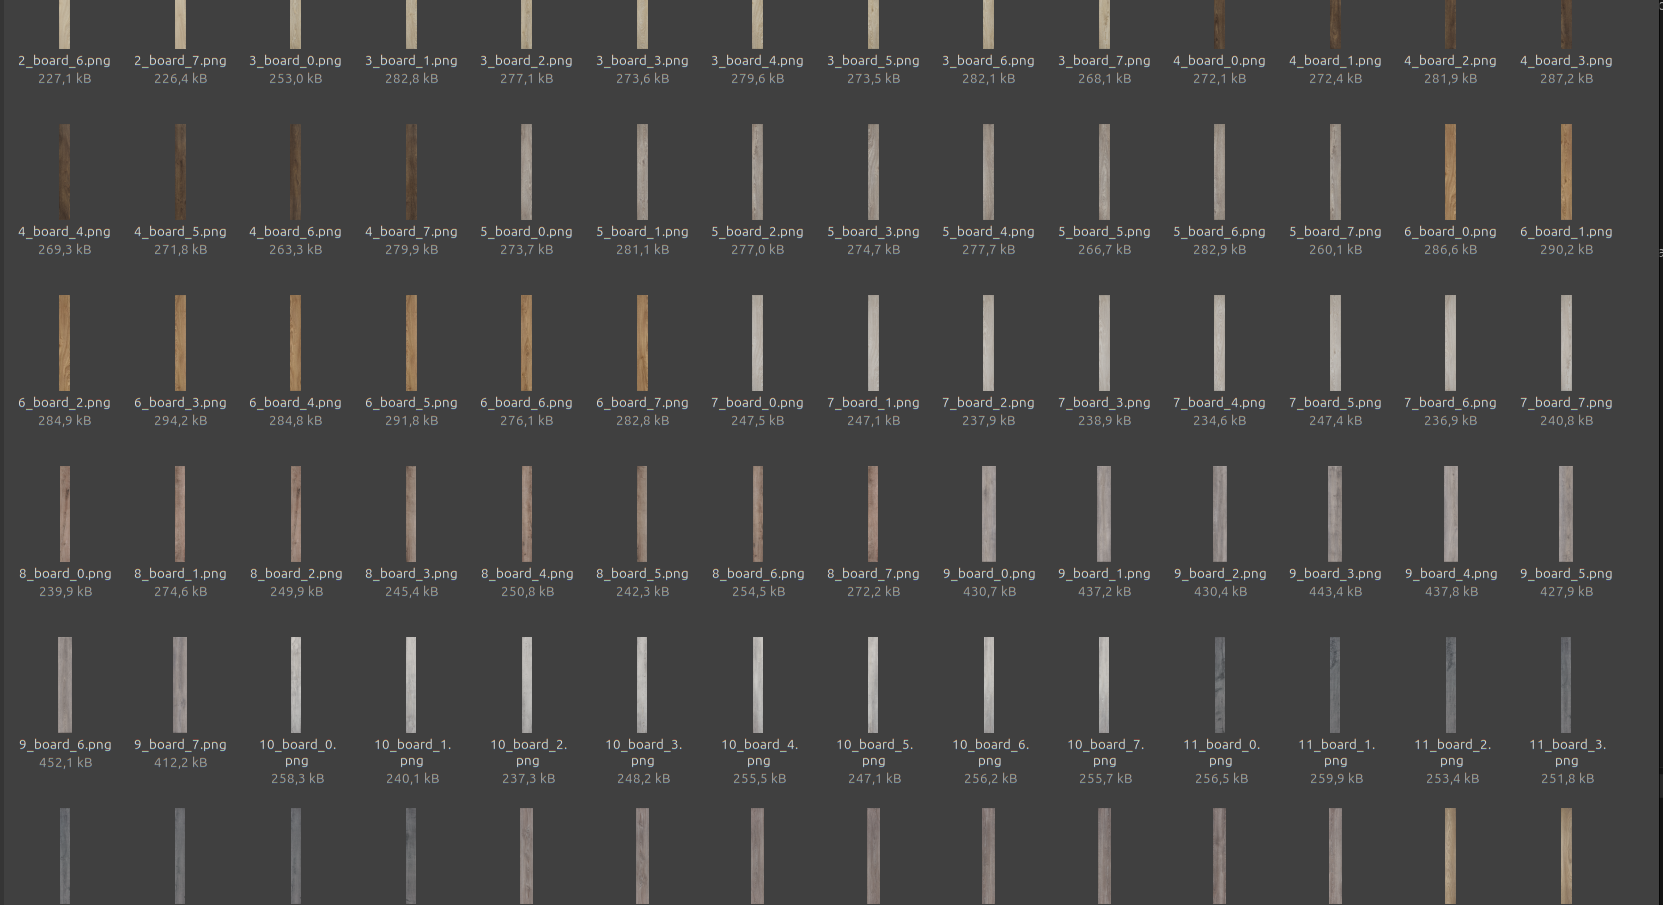 2_board_6.png 2_board_7.png 3_board_0.png 3_board_1.png 3_board_2.png 3_board_3.png 3_board_4.png 3_board_5.png 3_board_6.png 3_board_7.png 4_board_0.png 4_board_1.png 4_board_2.png 4_board_3.png
227,1 kB 226,4 kB 253,0 kB 282,8 kB 277,1 kB 273,6 kB 279,6 kB 273,5 kB 282,1 kB 268,1 kB 272,1 kB 272,4 kB 281,9 kB 287,2 kB
4_board_4.png 4_board_5.png 4_board_6.png 4_board_7.png 5_board_0.png 5_board_1.png 5_board_2.png 5_board_3.png 5_board_4.png 5_board_5.png 5_board_6.png 5_board_7.png 6_board_0.png 6_board_1.png
269,3 kB 271,8 kB 263,3 kB 279,9 kB 273,7 kB 281,1 kB 277,0 kB 274,7 kB 277,7 kB 266,7 kB 282,9 kB 260,1 kB 286,6 kB 290,2 kB
6_board_2.png 6_board_3.png 6_board_4.png 6_board_5.png 6_board_6.png 6_board_7.png 7_board_0.png 7_board_1.png 7_board_2.png 7_board_3.png 7_board_4.png 7_board_5.png 7_board_6.png 7_board_7.png
284,9 kB 294,2 kB 284,8 kB 291,8 kB 276,1 kB 282,8 kB 247,5 kB 247,1 kB 237,9 kB 238,9 kB 234,6 kB 247,4 kB 236,9 kB 240,8 kB
8_board_0.png 8_board_1.png 8_board_2.png 8_board_3.png 8_board_4.png 8_board_5.png 8_board_6.png 8_board_7.png 9_board_0.png 9_board_1.png 9_board_2.png 9_board_3.png 9_board_4.png 9_board_5.png
239,9 kB 274,6 kB 249,9 kB 245,4 kB 250,8 kB 242,3 kB 254,5 kB 272,2 kB 430,7 kB 437,2 kB 430,4 kB 443,4 kB 437,8 kB 427,9 kB
9_board_6.png 9_board_7.png 10_board_0. 10_board_1. 10_board_2. 10_board_3. 10_board_4. 10_board_5. 10_board_6. 10_board_7. 11_board_0. 11_board_1. 11_board_2. 11_board_3.
452,1 kB 412,2 kB png png png png png png png png png png png png
258,3 kB 240,1 kB 237,3 kB 248,2 kB 255,5 kB 247,1 kB 256,2 kB 255,7 kB 256,5 kB 259,9 kB 253,4 kB 251,8 kB